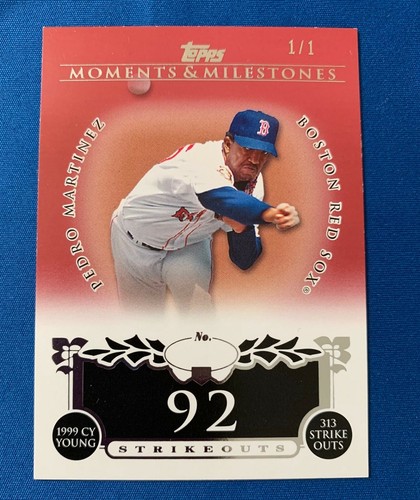 topps
1/1
MOMENTS & MILESTONES
PEDRO MARTINEZ
BOSTON RED SOX®
B
No.
92
STRIKEOUTS
1999 CY
YOUNG
313
STRIKE
OUTS